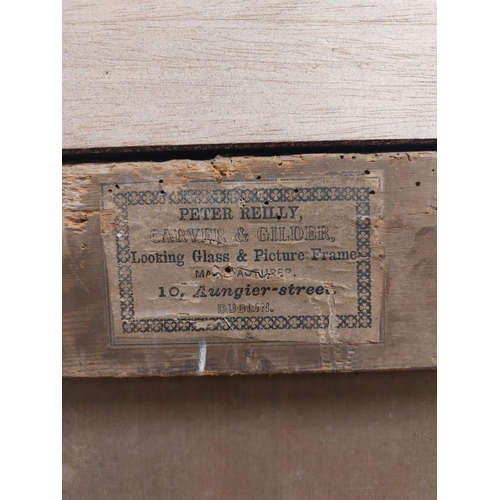 PETER REILLY,
CARVER & GILDER,
Looking Glass & Picture Frame
MANUFACTURER,
10, Aungier-street,
DUBLIN.